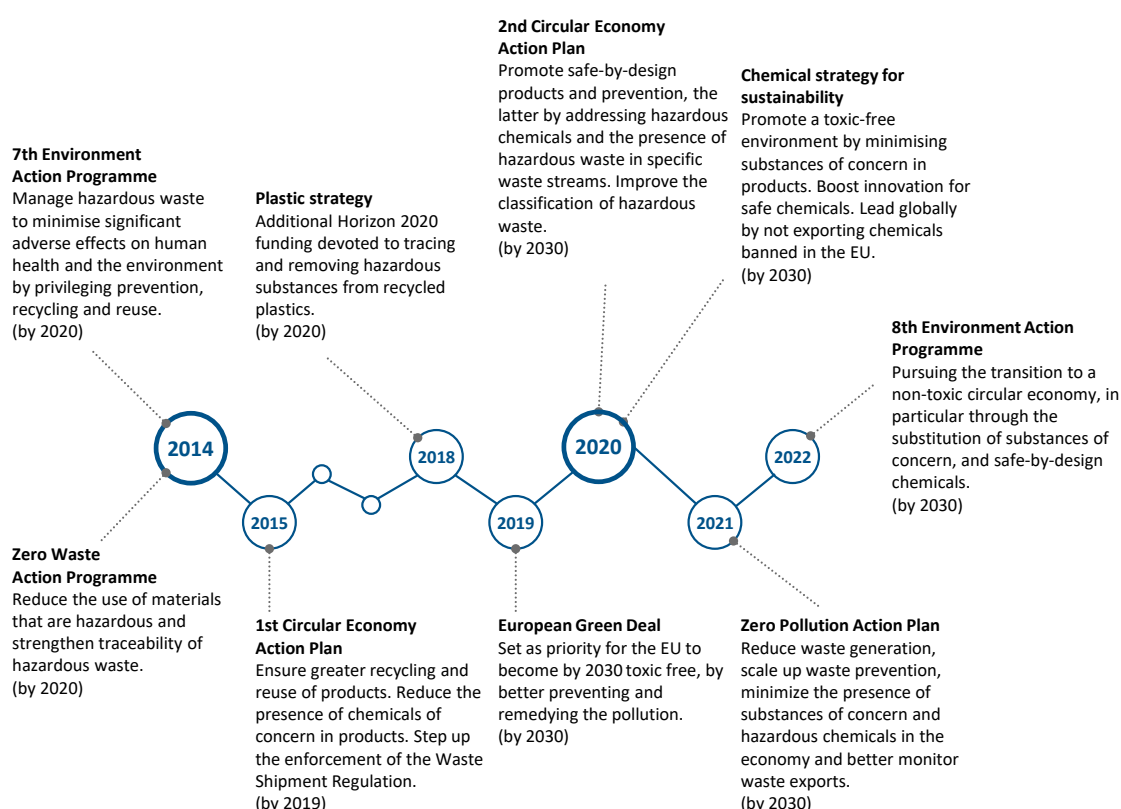 2nd Circular Economy
Action Plan
Promote safe-by-design
products and prevention, the
latter by addressing hazardous
chemicals and the presence of
hazardous waste in specific
waste streams. Improve the
classification of hazardous
waste.
(by 2030)
Chemical strategy for
sustainability
Promote a toxic-free
environment by minimising
substances of concern in
products. Boost innovation for
safe chemicals. Lead globally
by not exporting chemicals
banned in the EU.
(by 2030)
7th Environment
Action Programme
Manage hazardous waste
to minimise significant
adverse effects on human
health and the environment
by privileging prevention,
recycling and reuse.
(by 2020)
Plastic strategy
Additional Horizon 2020
funding devoted to tracing
and removing hazardous
substances from recycled
plastics.
(by 2020)
8th Environment Action
Programme
Pursuing the transition to a
non-toxic circular economy, in
particular through the
substitution of substances of
concern, and safe-by-design
chemicals.
(by 2030)
2014
2015
2018
2019
2020
2021
2022
Zero Waste
Action Programme
Reduce the use of materials
that are hazardous and
strengthen traceability of
hazardous waste.
(by 2020)
1st Circular Economy
Action Plan
Ensure greater recycling and
reuse of products. Reduce the
presence of chemicals of
concern in products. Step up
the enforcement of the Waste
Shipment Regulation.
(by 2019)
European Green Deal
Set as priority for the EU to
become by 2030 toxic free, by
better preventing and
remedying the pollution.
(by 2030)
Zero Pollution Action Plan
Reduce waste generation,
scale up waste prevention,
minimize the presence of
substances of concern and
hazardous chemicals in the
economy and better monitor
waste exports.
(by 2030)